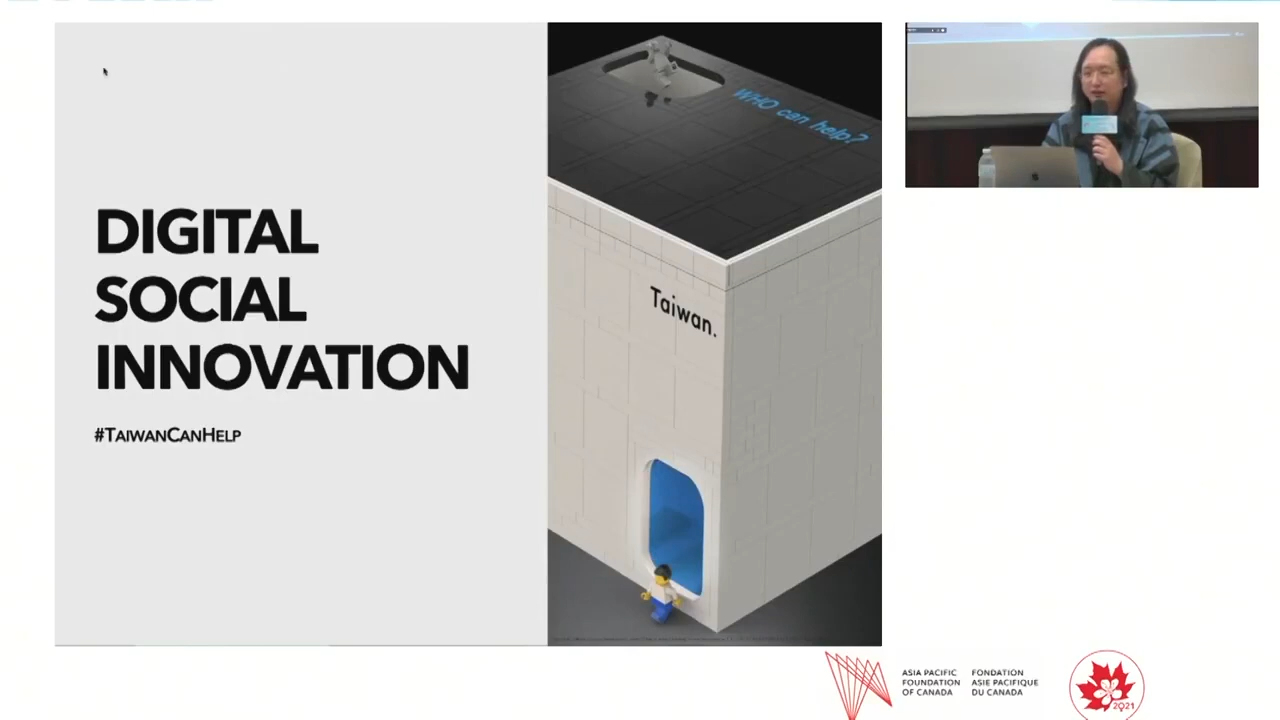 DIGITAL
SOCIAL
INNOVATION
#TAIWANCANHELP
WHO can help?
Taiwan.
ASIA PACIFIC
FOUNDATION
OF CANADA
FONDATION
ASIE PACIFIQUE
DU CANADA
2021